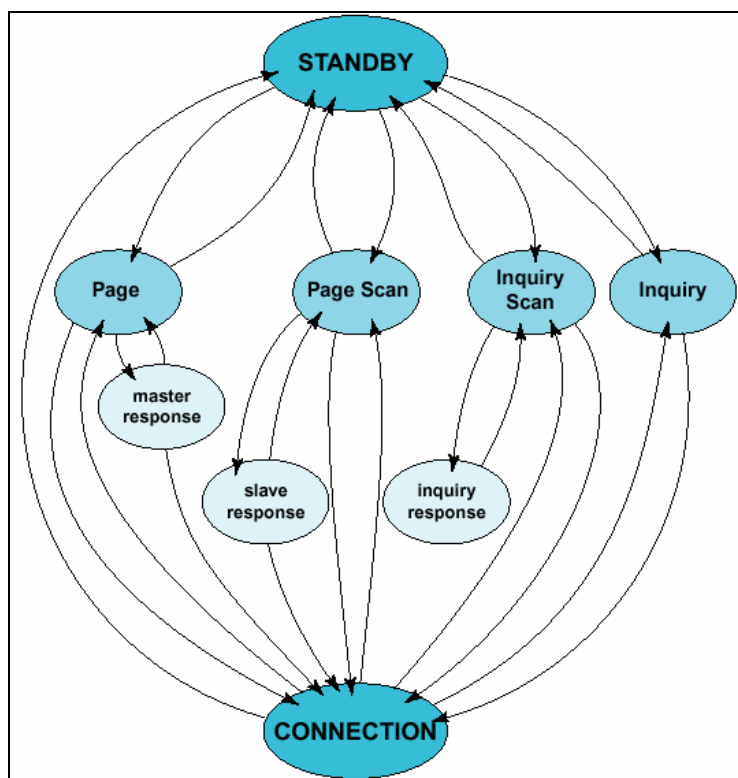 STANDBY
Page
Page Scan
Inquiry
Scan
Inquiry
master
response
slave
response
inquiry
response
CONNECTION